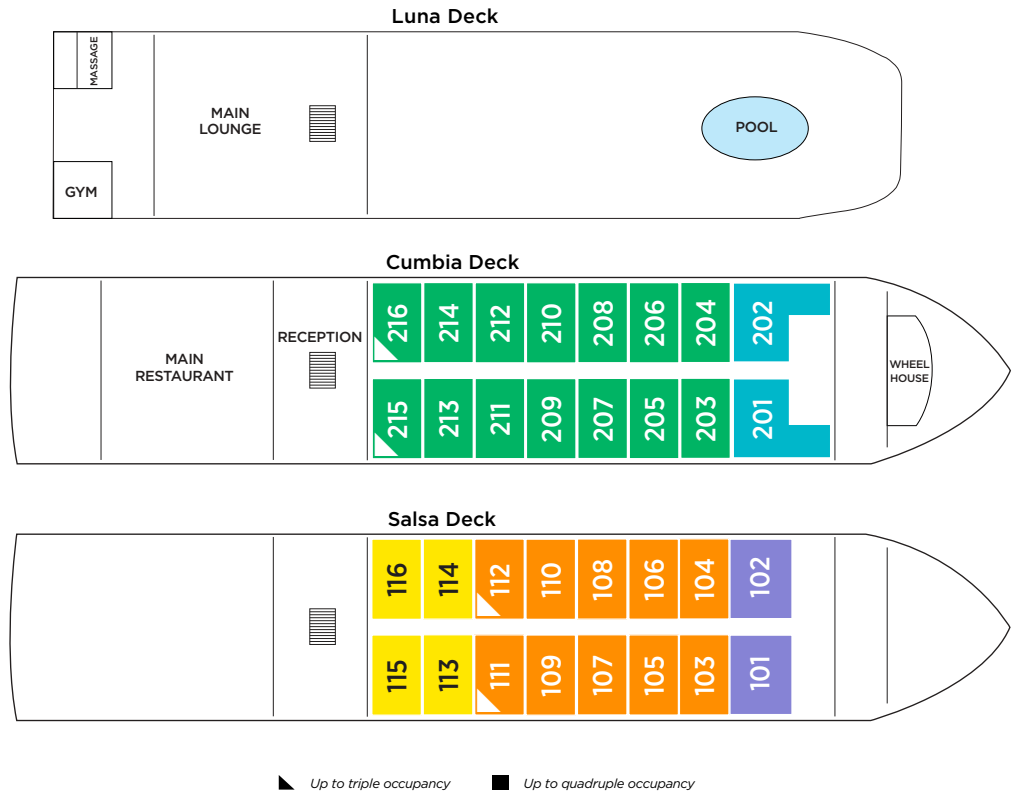 Luna Deck
MASSAGE
MAIN
LOUNGE
POOL
GYM
Cumbia Deck
216 214 212 210 208 206 204 202
RECEPTION
MAIN
RESTAURANT
WHEEL
HOUSE
215 213 211 209 207 205 203 201
Salsa Deck
116 114 112 110 108 106 104 102
115 113 111 109 107 105 103 101
Up to triple occupancy
Up to quadruple occupancy